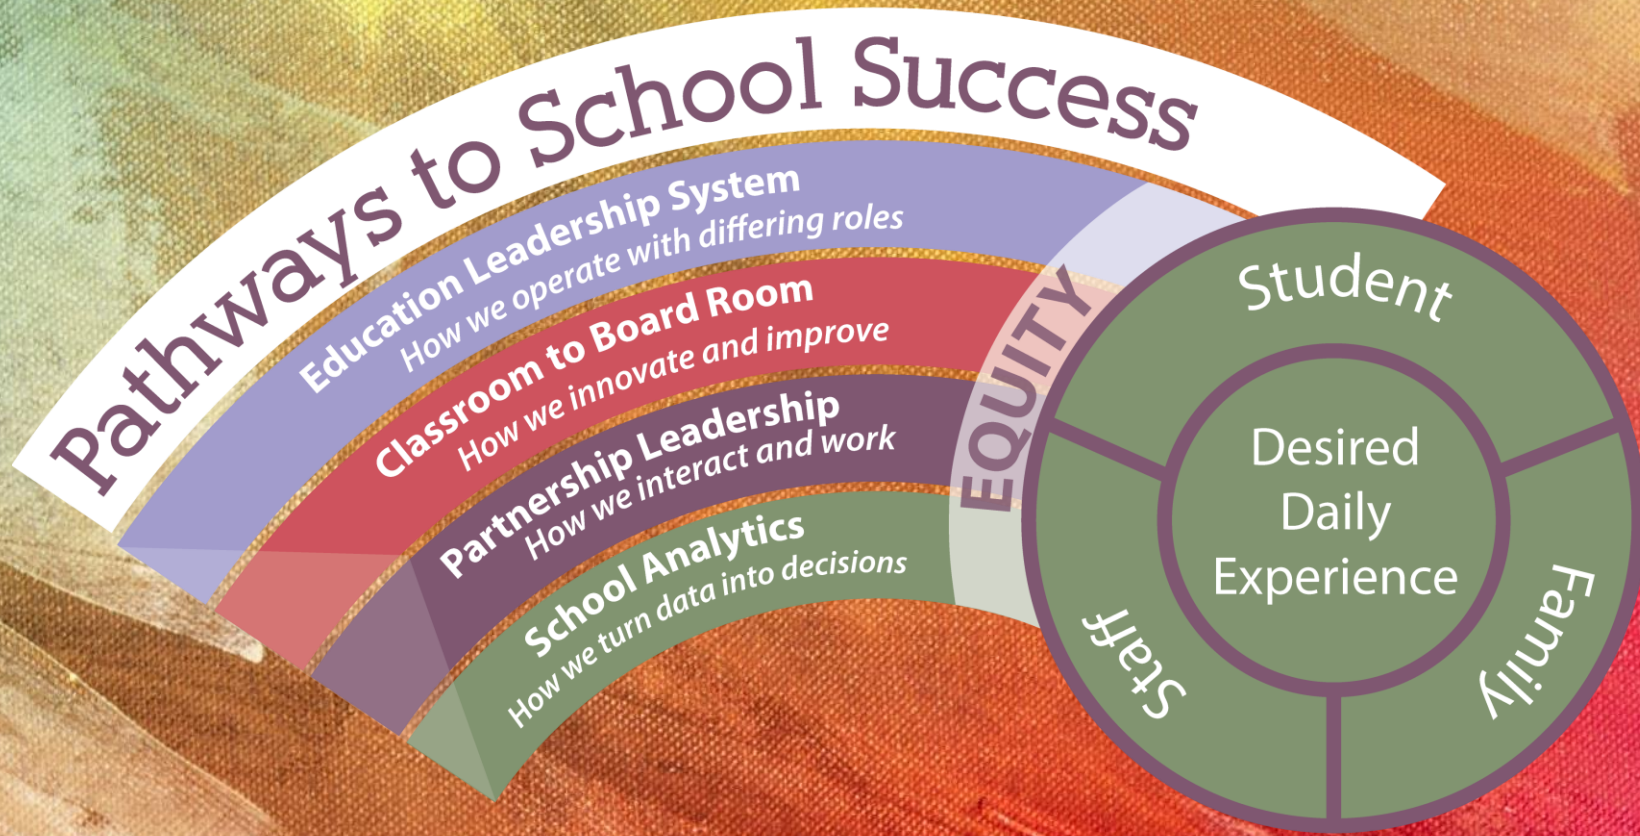 Pathways to School Success
Education Leadership System
How we operate with differing roles
Classroom to Board Room
How we innovate and improve
Partnership Leadership
How we interact and work
School Analytics
How we turn data into decisions
EQUITY
Student
Desired
Daily
Experience
Staff
Family